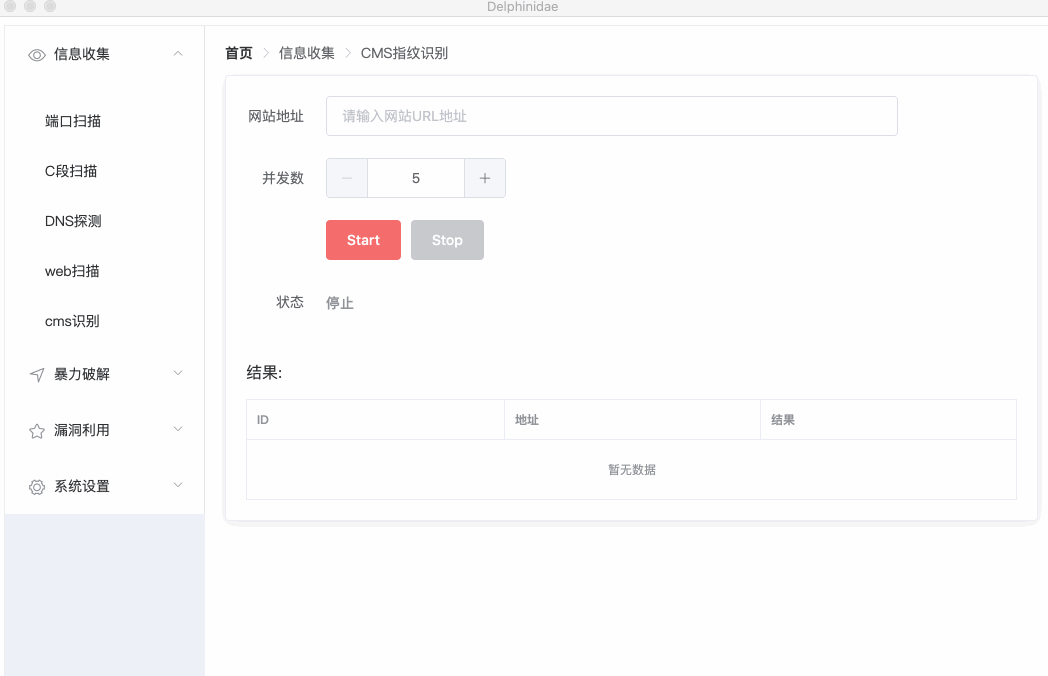 Delphinidae
信息收集
端口扫描
C段扫描
DNS探测
web扫描
cms识别
暴力破解
漏洞利用
系统设置
首页 信息收集 CMS指纹识别
网站地址 请输入网站URL地址
并发数 5
Start Stop
状态 停止
结果:
ID 地址 结果
暂无数据